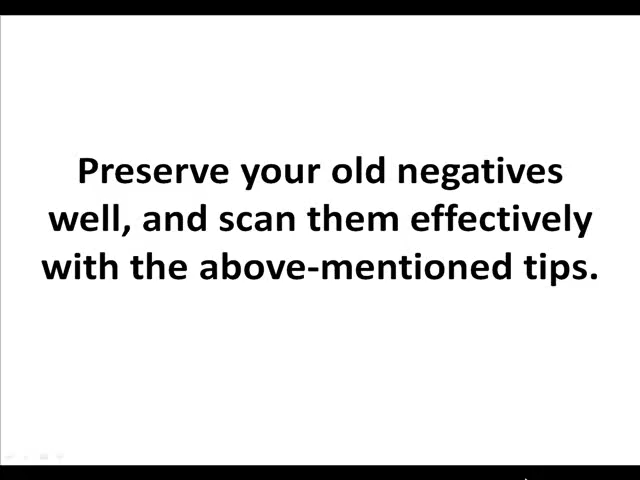 Preserve your old negatives
well, and scan them effectively
with the above-mentioned tips.